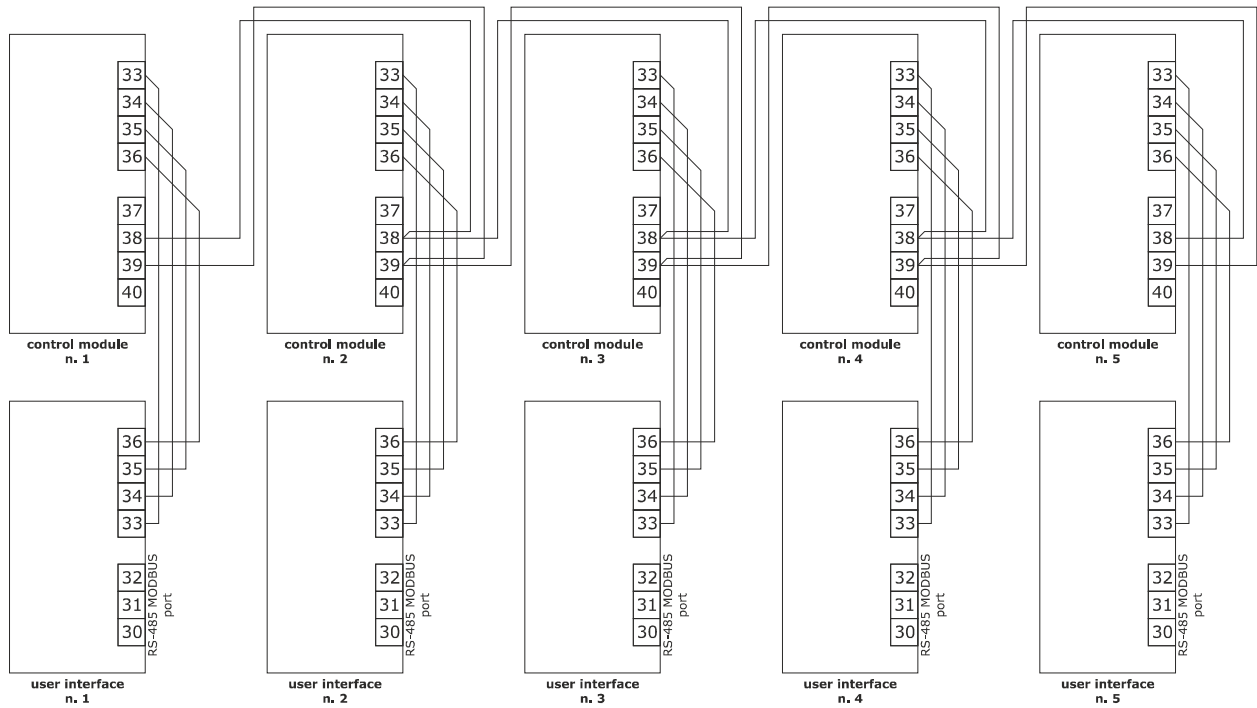 33 33 33 33 33
34 34 34 34 34
35 35 35 35 35
36 36 36 36 36
37 37 37 37 37
38 38 38 38 38
39 39 39 39 39
40 40 40 40 40
control module control module control module control module control module
n. 1 n. 2 n. 3 n. 4 n. 5
36 36 36 36 36
35 35 35 35 35
34 34 34 34 34
33 33 33 33 33
32 32 32 32 32
31 31 31 31 31
30 30 30 30 30
RS-485 MODBUS
port
RS-485 MODBUS
port
RS-485 MODBUS
port
RS-485 MODBUS
port
RS-485 MODBUS
port
user interface user interface user interface user interface user interface
n. 1 n. 2 n. 3 n. 4 n. 5